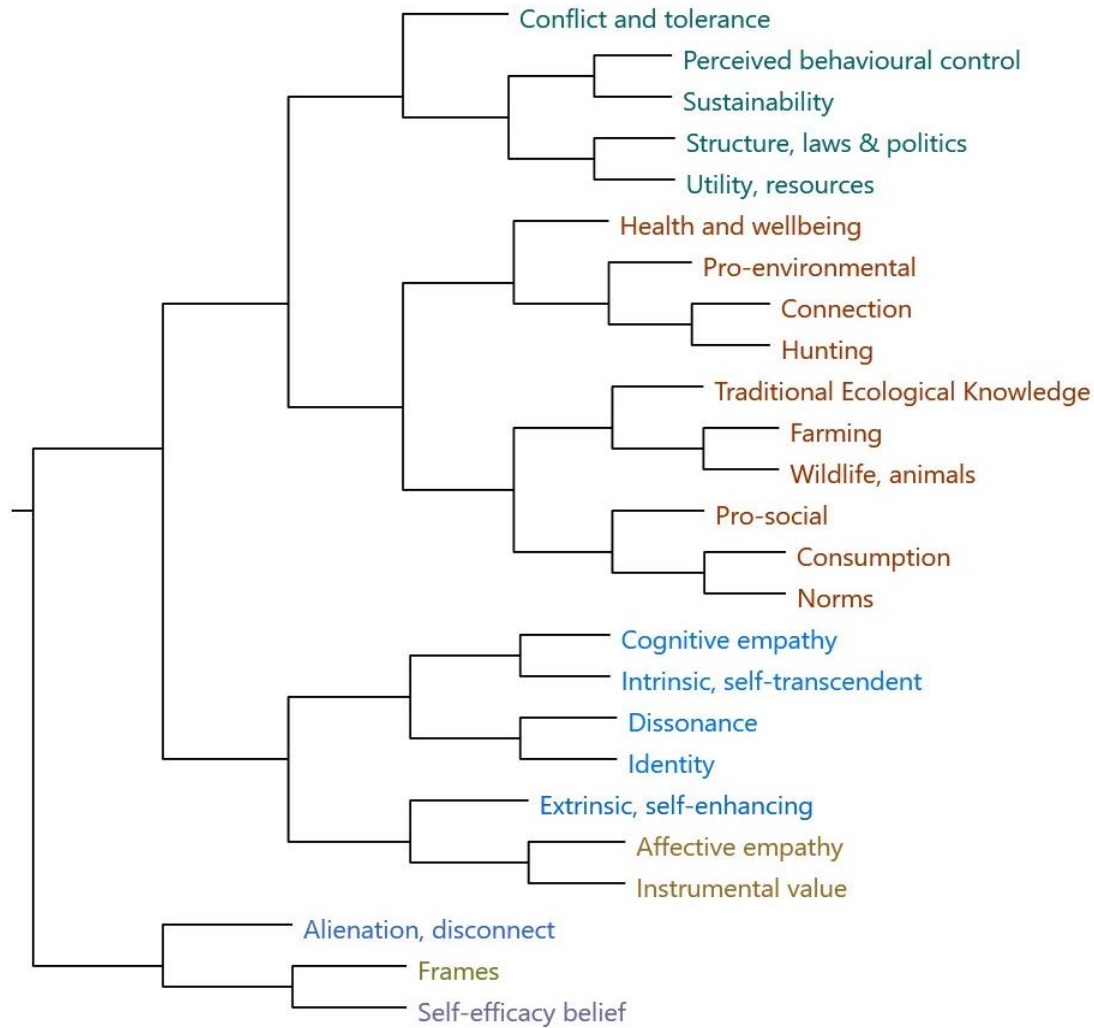 Conflict and tolerance
Perceived behavioural control
Sustainability
Structure, laws & politics
Utility, resources
Health and wellbeing
Pro-environmental
Connection
Hunting
Traditional Ecological Knowledge
Farming
Wildlife, animals
Pro-social
Consumption
Norms
Cognitive empathy
Intrinsic, self-transcendent
Dissonance
Identity
Extrinsic, self-enhancing
Affective empathy
Instrumental value
Alienation, disconnect
Frames
Self-efficacy belief